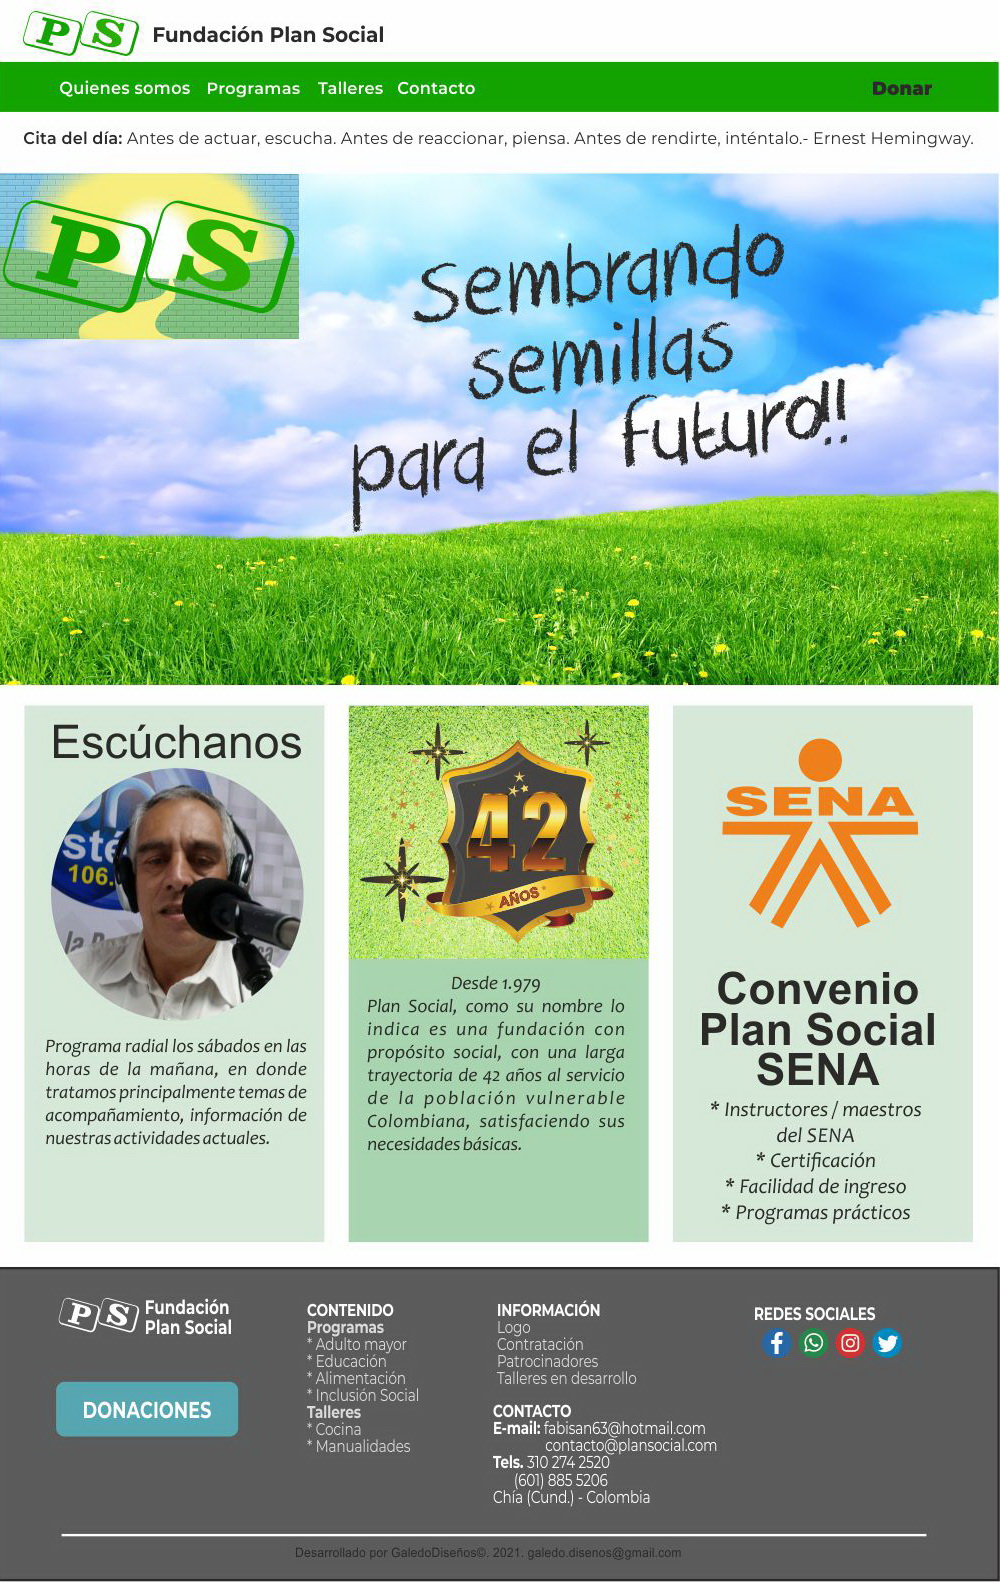 PS Fundación Plan Social
Quienes somos Programas Talleres Contacto Donar
Cita del día: Antes de actuar, escucha. Antes de reaccionar, piensa. Antes de rendirte, inténtalo.- Ernest Hemingway.
PS
Sembrando
semillas
para el futuro!!
Escúchanos
106.
Programa radial los sábados en las
horas de la mañana, en donde
tratamos principalmente temas de
acompañamiento, información de
nuestras actividades actuales.
42
AÑOS
Desde 1.979
Plan Social, como su nombre lo
indica es una fundación con
propósito social, con una larga
trayectoria de 42 años al servicio
de la población vulnerable
Colombiana, satisfaciendo sus
necesidades básicas.
SENA
Convenio
Plan Social
SENA
* Instructores / maestros
del SENA
* Certificación
* Facilidad de ingreso
* Programas prácticos
PS Fundación
Plan Social
DONACIONES
CONTENIDO
Programas
* Adulto mayor
* Educación
* Alimentación
* Inclusión Social
Talleres
* Cocina
* Manualidades
INFORMACIÓN
Logo
Contratación
Patrocinadores
Talleres en desarrollo
CONTACTO
E-mail: fabisan63@hotmail.com
contacto@plansocial.com
Tels. 310 274 2520
(601) 885 5206
Chía (Cund.) - Colombia
REDES SOCIALES
Desarrollado por GaledoDiseños©. 2021. galedo.disenos@gmail.com